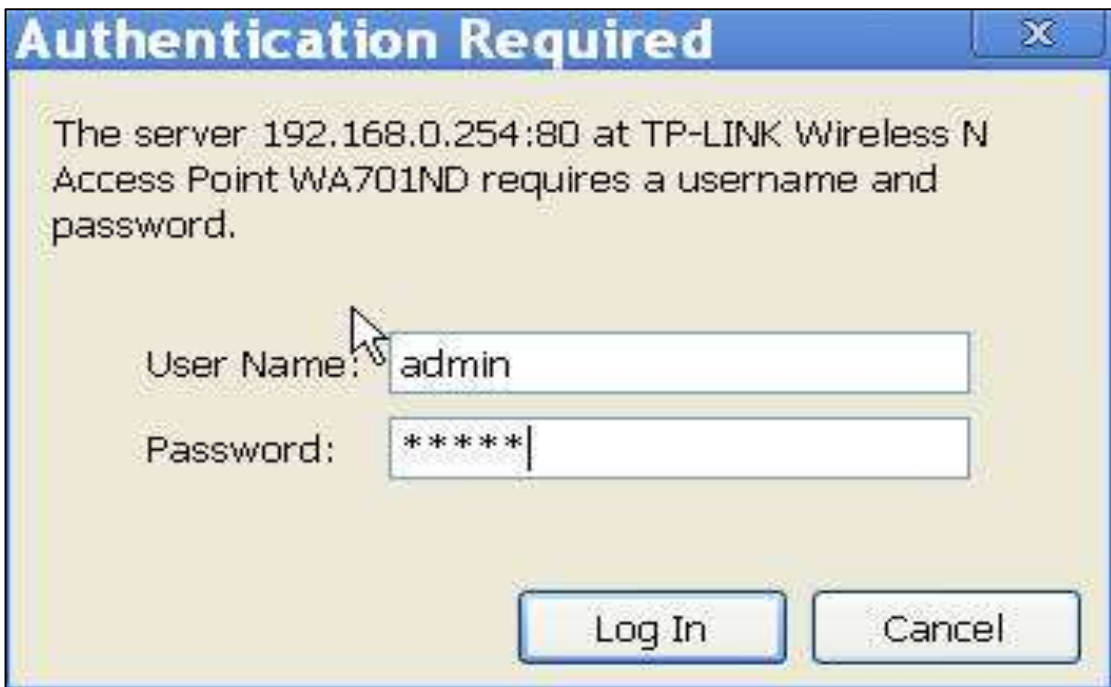 Authentication Required
The server 192.168.0.254:80 at TP-LINK Wireless N
Access Point WA701ND requires a username and
password.
User Name: admin
Password: *****
Log In Cancel